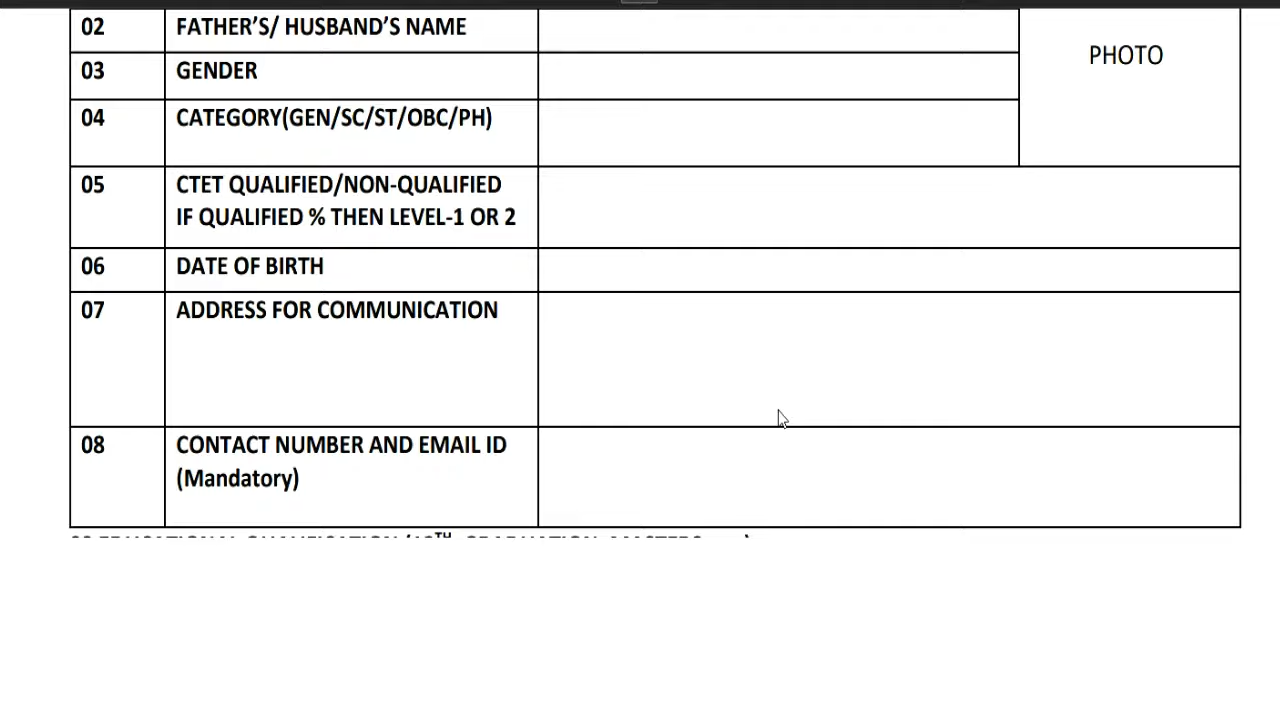 02 FATHER’S/ HUSBAND’S NAME
PHOTO
03 GENDER
04 CATEGORY(GEN/SC/ST/OBC/PH)
05 CTET QUALIFIED/NON-QUALIFIED
IF QUALIFIED % THEN LEVEL-1 OR 2
06 DATE OF BIRTH
07 ADDRESS FOR COMMUNICATION
08 CONTACT NUMBER AND EMAIL ID
(Mandatory)